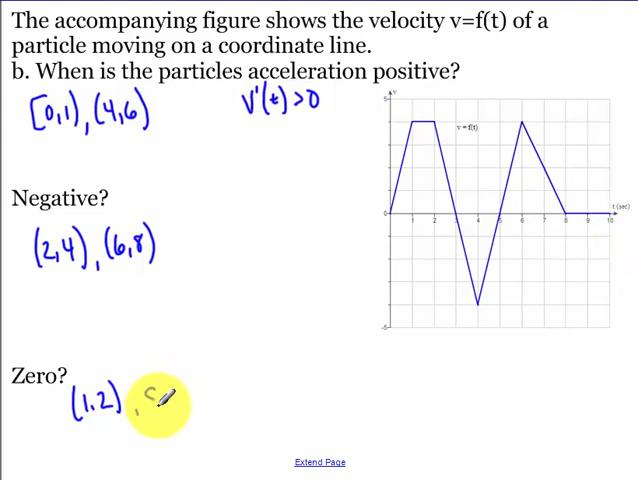 The accompanying figure shows the velocity v=f(t) of a
particle moving on a coordinate line.
b. When is the particles acceleration positive?
[0,1), (4,6)
v'(t) > 0
Negative?
(2,4), (6,8)
Zero?
(1,2) ,
v
5
v = f(t)
0
1 2 3 4 5 6 7 8 9 10
t (sec)
-5
Extend Page